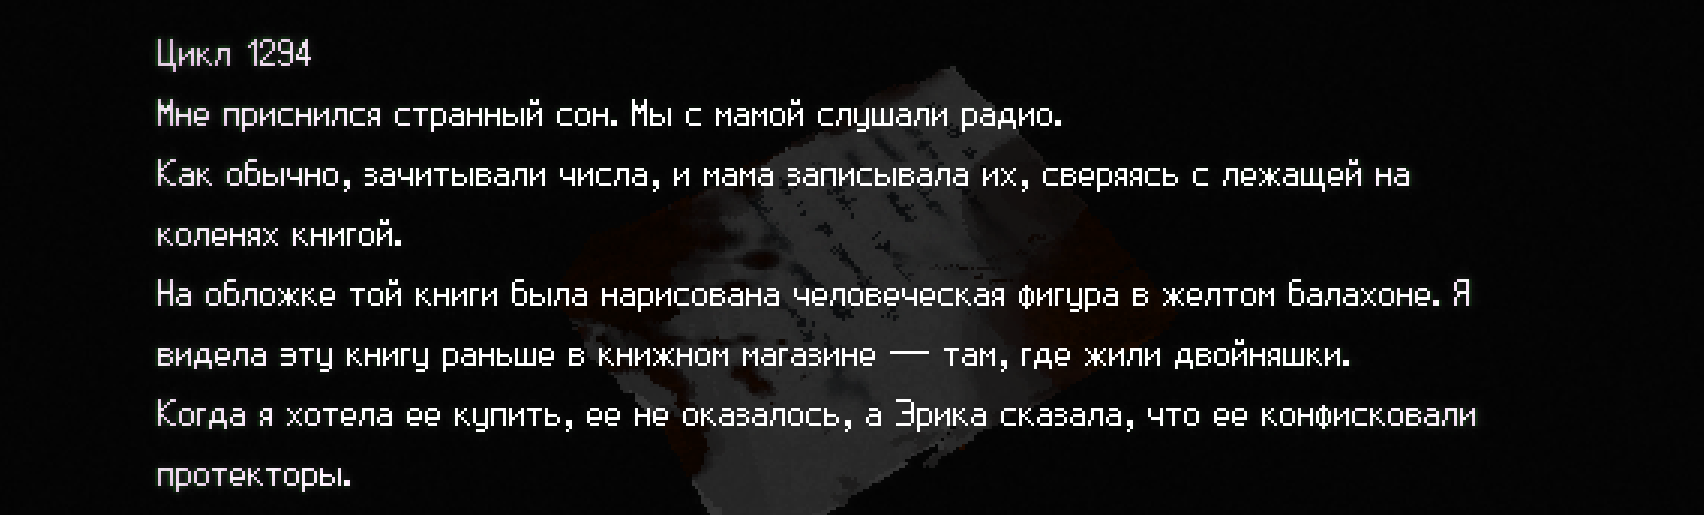 Цикл 1294
Мне приснился странный сон. Мы с мамой слушали радио.
Как обычно, зачитывали числа, и мама записывала их, сверяясь с лежащей на
коленях книгой.
На обложке той книги была нарисована человеческая фигура в желтом балахоне. Я
видела эту книгу раньше в книжном магазине — там, где жили двойняшки.
Когда я хотела ее купить, ее не оказалось, а Эрика сказала, что ее конфисковали
протекторы.